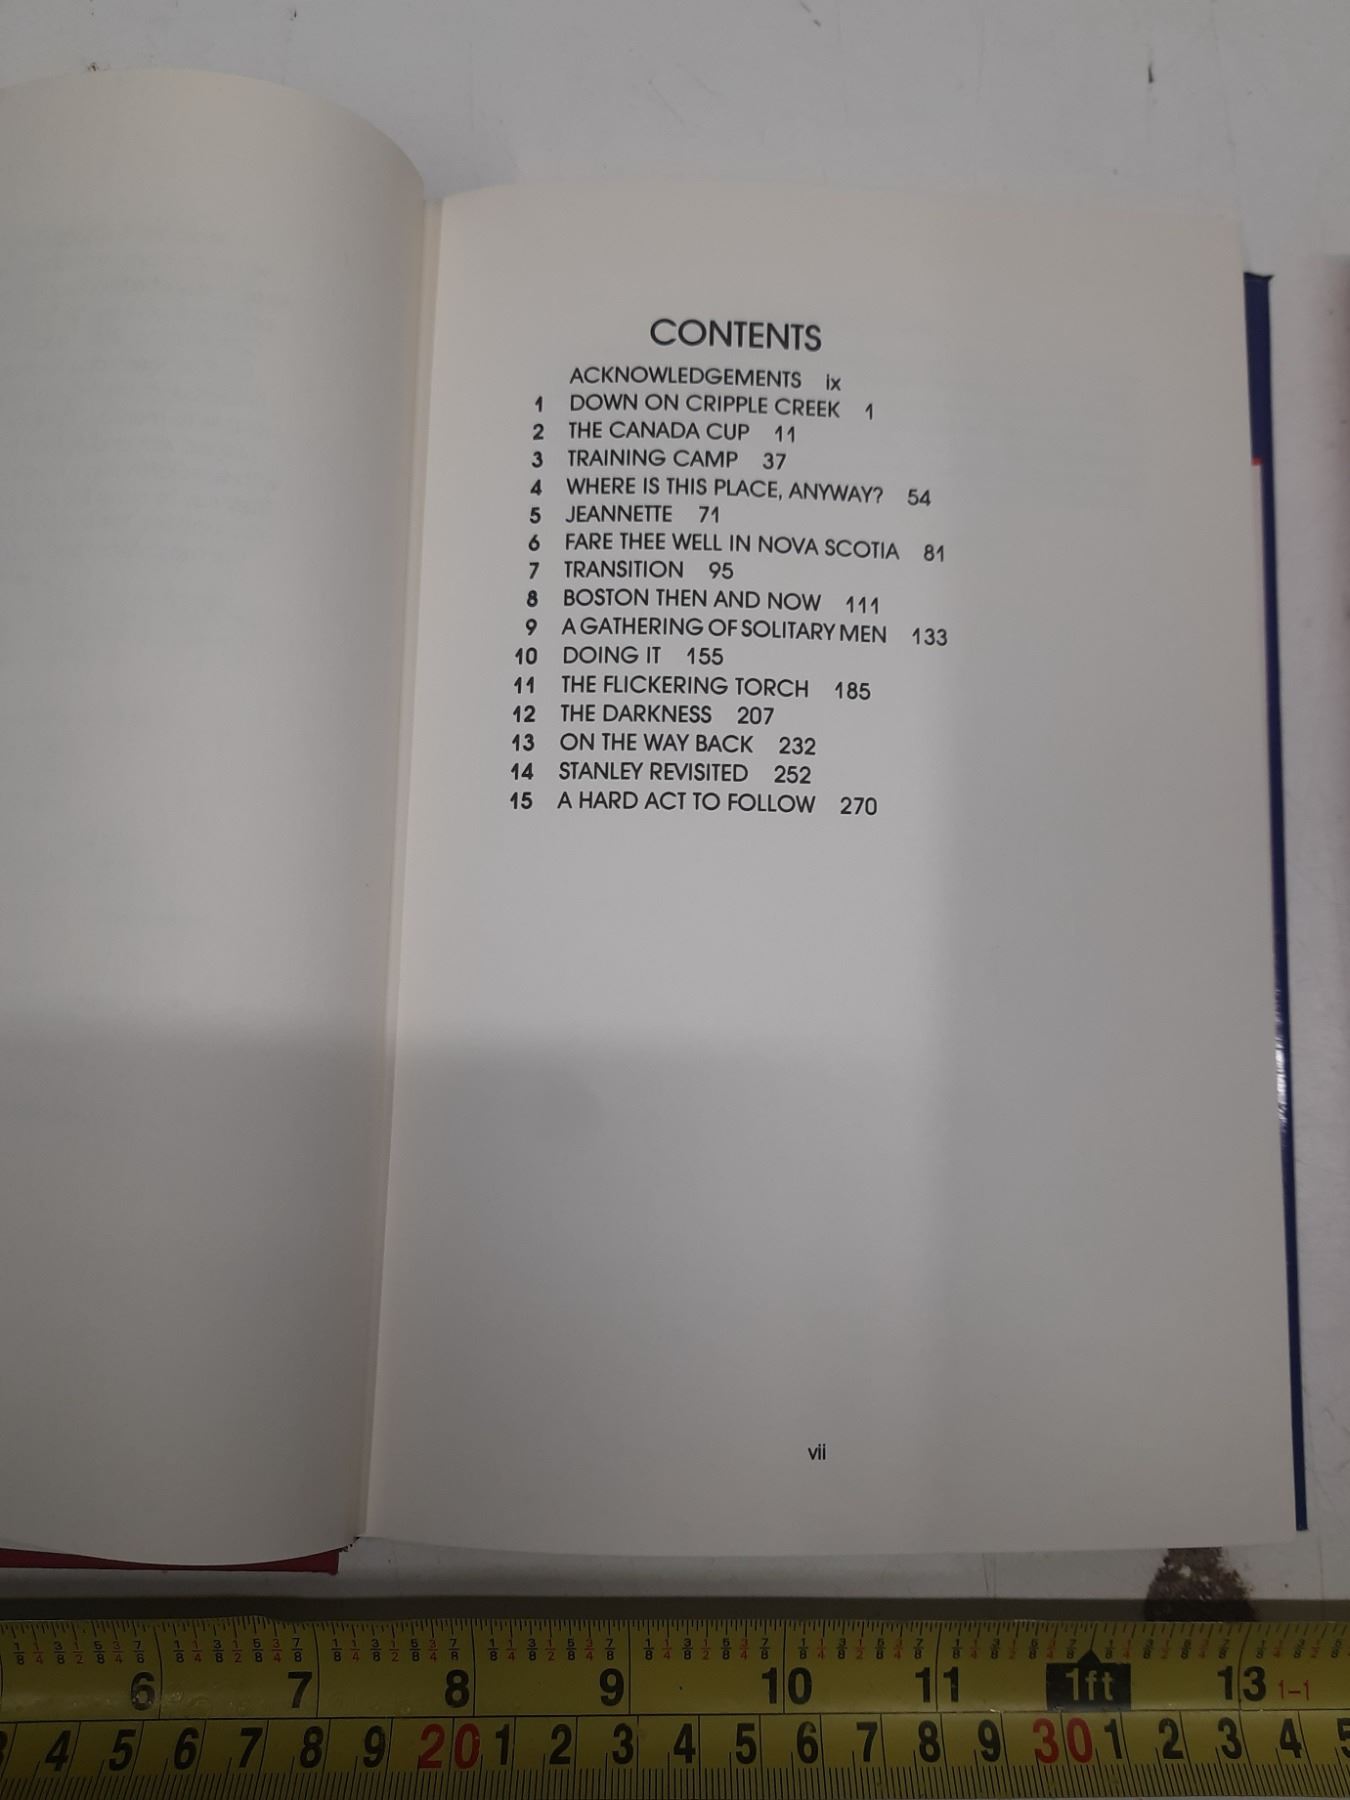 CONTENTS
ACKNOWLEDGEMENTS ix
1 DOWN ON CRIPPLE CREEK 1
2 THE CANADA CUP 11
3 TRAINING CAMP 37
4 WHERE IS THIS PLACE, ANYWAY? 54
5 JEANNETTE 71
6 FARE THEE WELL IN NOVA SCOTIA 81
7 TRANSITION 95
8 BOSTON THEN AND NOW 111
9 A GATHERING OF SOLITARY MEN 133
10 DOING IT 155
11 THE FLICKERING TORCH 185
12 THE DARKNESS 207
13 ON THE WAY BACK 232
14 STANLEY REVISITED 252
15 A HARD ACT TO FOLLOW 270
vii
6 7 8 9 10 11 1ft 13 1-1
4 5 6 7 8 9 20 1 2 3 4 5 6 7 8 9 30 1 2 3 4 5